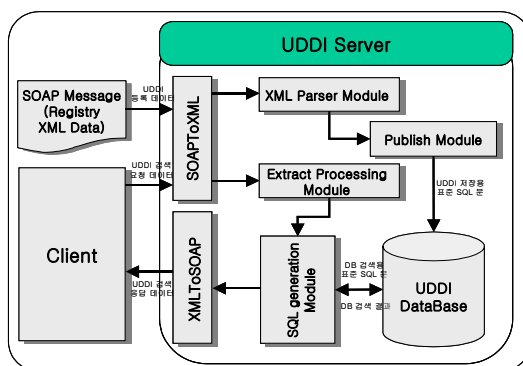 UDDI Server
SOAP Message
(Registry
XML Data)
UDDI
등록 데이터
SOAPToXML
XML Parser Module
Publish Module
UDDI 검색
요청 데이터
Extract Processing
Module
UDDI 저장용
표준 SQL 문
Client
XMLToSOAP
UDDI 검색
응답 데이터
SQL generation
Module
DB 검색용
표준 SQL 문
DB 검색 결과
UDDI
DataBase